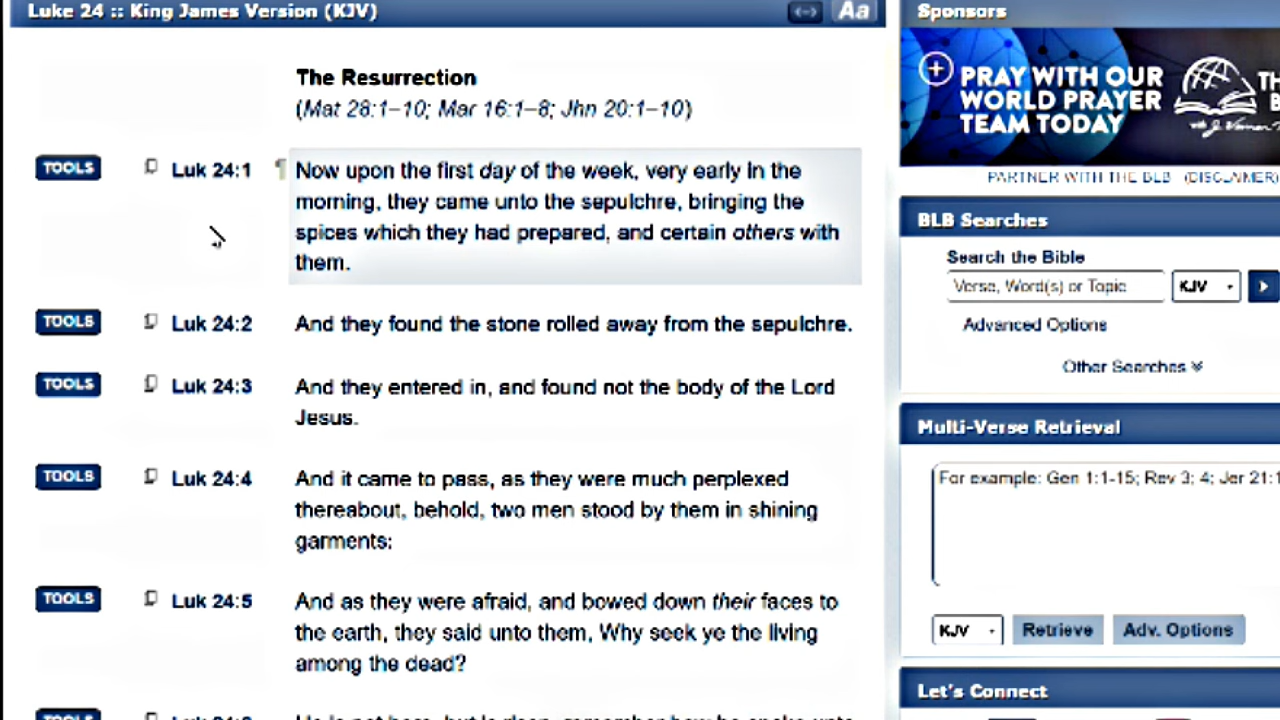 Luke 24 :: King James Version (KJV)
Aa
The Resurrection
(Mat 28:1–10; Mar 16:1–8; Jhn 20:1–10)
TOOLS Luk 24:1 ¶ Now upon the first day of the week, very early in the
morning, they came unto the sepulchre, bringing the
spices which they had prepared, and certain others with
them.
TOOLS Luk 24:2 And they found the stone rolled away from the sepulchre.
TOOLS Luk 24:3 And they entered in, and found not the body of the Lord
Jesus.
TOOLS Luk 24:4 And it came to pass, as they were much perplexed
thereabout, behold, two men stood by them in shining
garments:
TOOLS Luk 24:5 And as they were afraid, and bowed down their faces to
the earth, they said unto them, Why seek ye the living
among the dead?
Sponsors
PRAY WITH OUR
WORLD PRAYER
TEAM TODAY
TH
B
with J. Vernon
PARTNER WITH THE BLB (DISCLAIMER)
BLB Searches
Search the Bible
Verse, Word(s) or Topic KJV
Advanced Options
Other Searches
Multi-Verse Retrieval
For example: Gen 1:1-15; Rev 3; 4; Jer 21:1
KJV Retrieve Adv. Options
Let's Connect